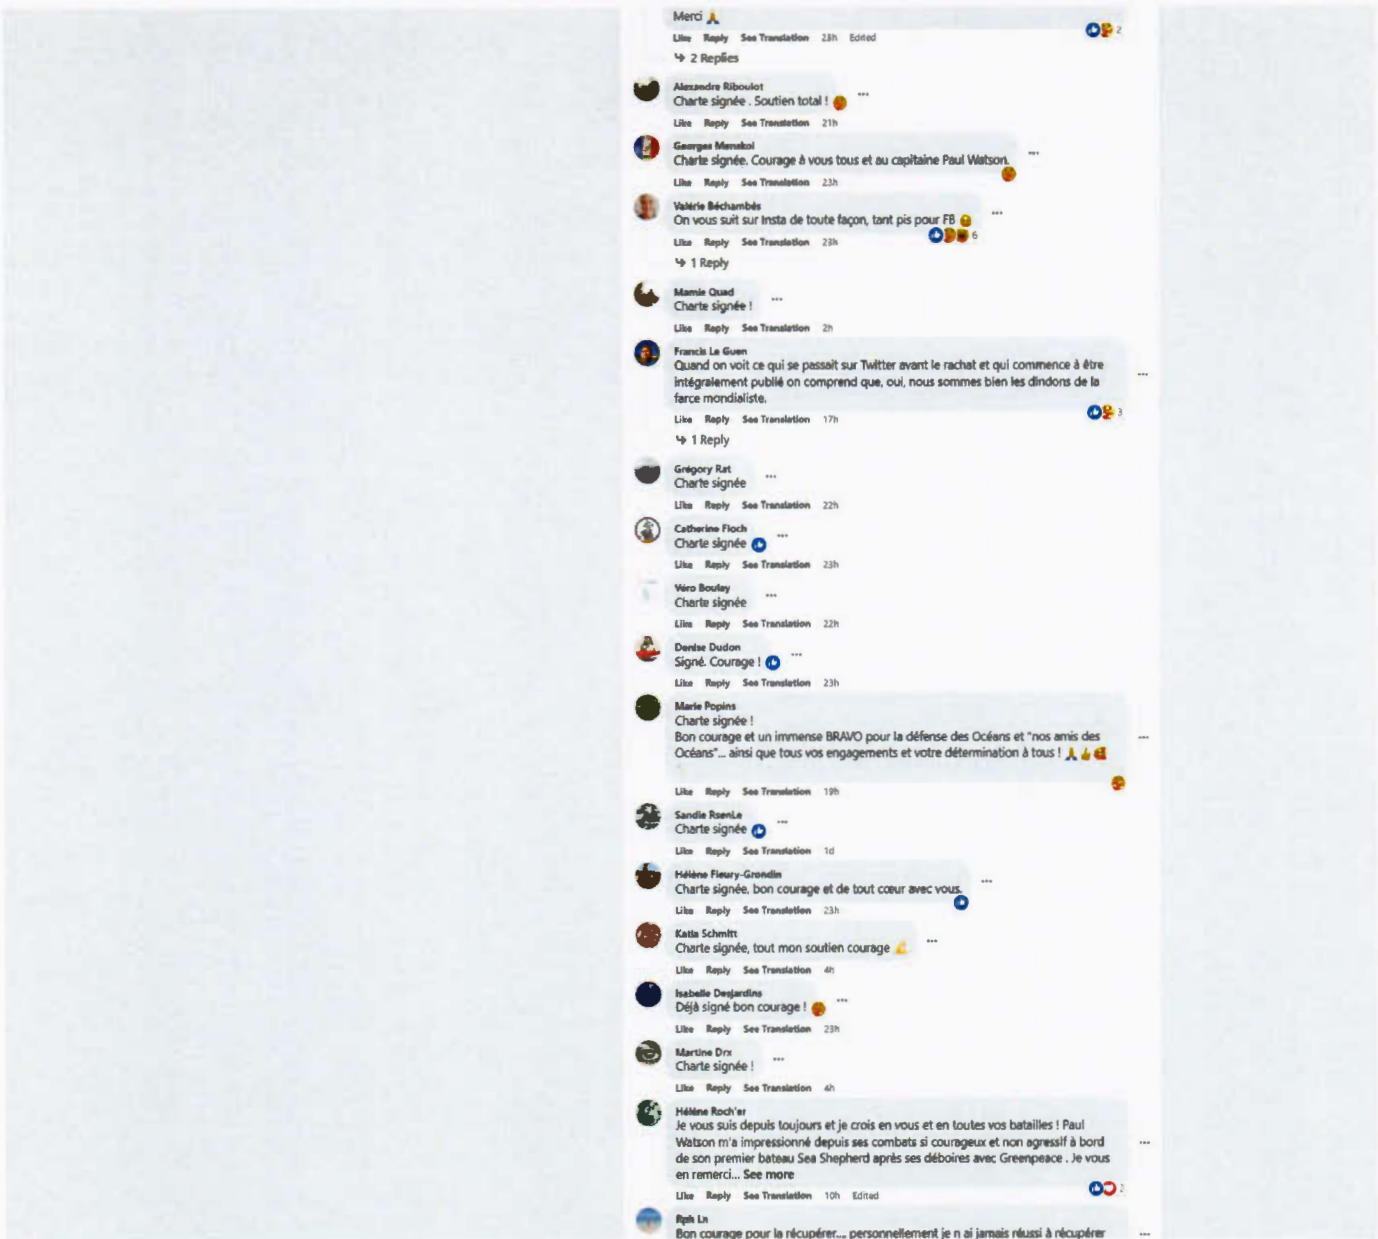 Merci
Like Reply See Translation 23h Edited
2
2 Replies
Alexandre Riboulot
Charte signée . Soutien total !
Like Reply See Translation 21h
Georges Menskoi
Charte signée. Courage à vous tous et au capitaine Paul Watson.
Like Reply See Translation 23h
Valérie Béchambés
On vous suit sur Insta de toute façon, tant pis pour FB
6
Like Reply See Translation 23h
1 Reply
Mamie Quad
Charte signée !
Like Reply See Translation 2h
Francis Le Guen
Quand on voit ce qui se passait sur Twitter avant le rachat et qui commence à être
intégralement publié on comprend que, oui, nous sommes bien les dindons de la
farce mondialiste.
3
Like Reply See Translation 17h
1 Reply
Grégory Rat
Charte signée
Like Reply See Translation 22h
Catherine Floch
Charte signée
Like Reply See Translation 23h
Véro Boulay
Charte signée
Like Reply See Translation 22h
Denise Dudon
Signé. Courage !
Like Reply See Translation 23h
Marie Popins
Charte signée !
Bon courage et un immense BRAVO pour la défense des Océans et "nos amis des
Océans"... ainsi que tous vos engagements et votre détermination à tous !
Like Reply See Translation 19h
Sandie RsenLe
Charte signée
Like Reply See Translation 1d
Hélène Fleury-Grondin
Charte signée, bon courage et de tout cœur avec vous.
Like Reply See Translation 23h
Katia Schmitt
Charte signée, tout mon soutien courage
Like Reply See Translation 4h
Isabelle Desjardins
Déjà signé bon courage !
Like Reply See Translation 23h
Martine Drx
Charte signée !
Like Reply See Translation 4h
Hélène Roch'er
Je vous suis depuis toujours et je crois en vous et en toutes vos batailles ! Paul
Watson m'a impressionné depuis ses combats si courageux et non agressif à bord
de son premier bateau Sea Shepherd après ses déboires avec Greenpeace . Je vous
en remerci... See more
2
Like Reply See Translation 10h Edited
Rph Ln
Bon courage pour la récupérer... personnellement je n ai jamais réussi à récupérer